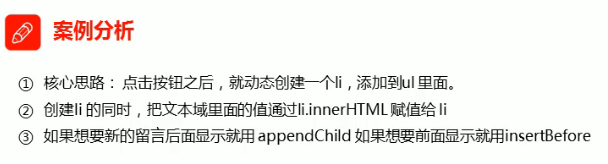 案例分析
① 核心思路： 点击按钮之后，就动态创建一个li，添加到ul 里面。
② 创建li 的同时，把文本域里面的值通过li.innerHTML 赋值给 li
③ 如果想要新的留言后面显示就用 appendChild 如果想要前面显示就用insertBefore